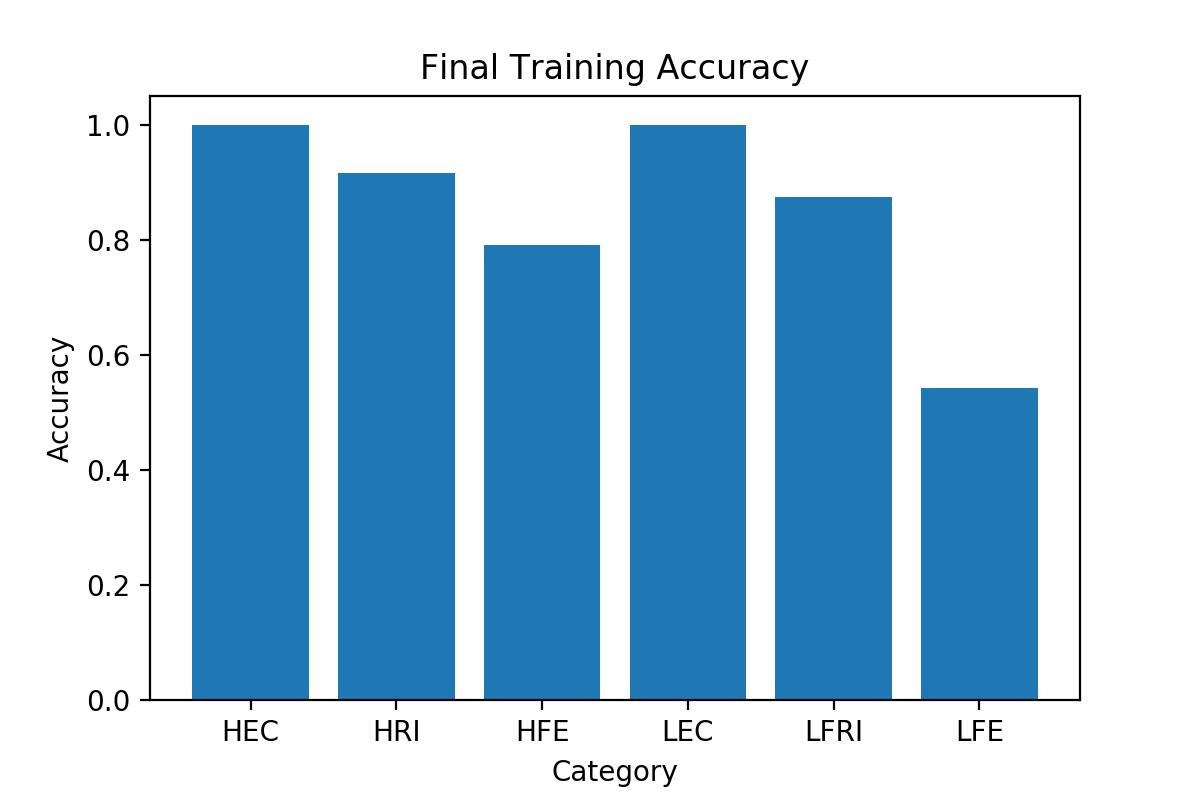 Final Training Accuracy
1.0
0.8
0.6
0.4
0.2
0.0
Accuracy
HEC HRI HFE LEC LFRI LFE
Category